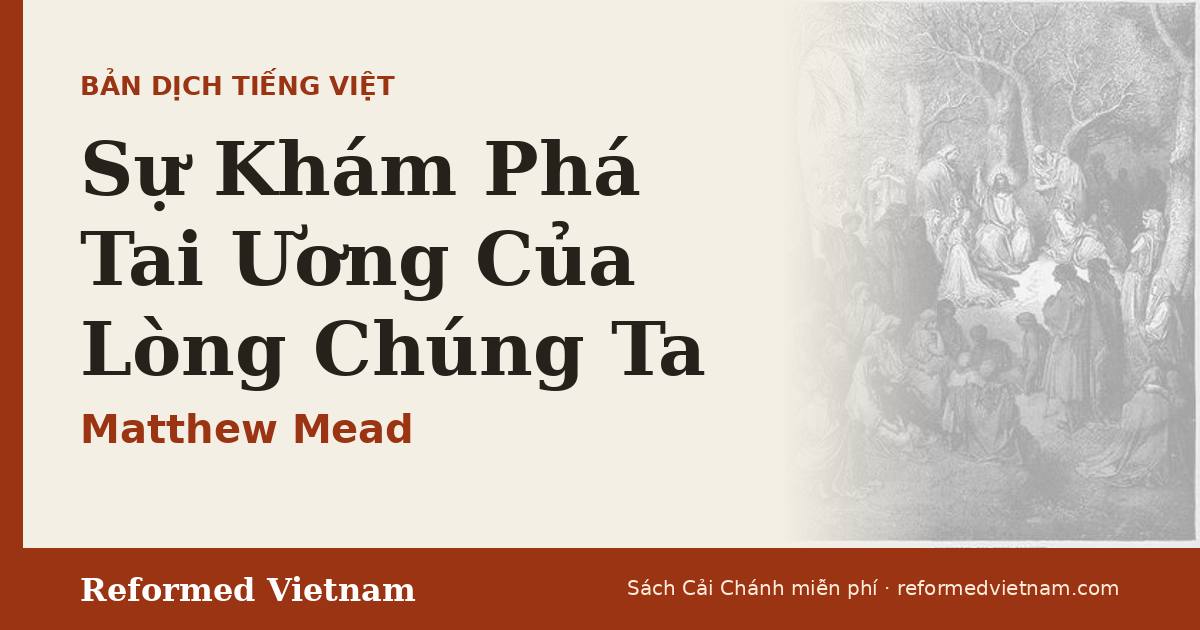 BẢN DỊCH TIẾNG VIỆT
Sự Khám Phá
Tai Ương Của
Lòng Chúng Ta
Matthew Mead
Reformed Vietnam
Sách Cải Chánh miễn phí · reformedvietnam.com